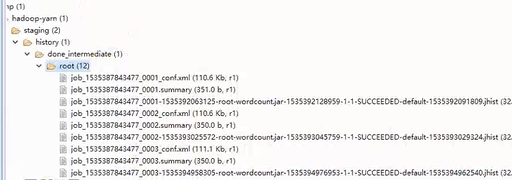 np (1)
hadoop-yarn (1)
staging (2)
history (1)
done_intermediate (1)
root (12)
job_1535387843477_0001_conf.xml (110.6 Kb, r1)
job_1535387843477_0001.summary (351.0 b, r1)
job_1535387843477_0001-1535392063125-root-wordcount.jar-1535392128959-1-1-SUCCEEDED-default-1535392091809.jhist (32.
job_1535387843477_0002_conf.xml (110.6 Kb, r1)
job_1535387843477_0002.summary (350.0 b, r1)
job_1535387843477_0002-1535393025572-root-wordcount.jar-1535393045759-1-1-SUCCEEDED-default-1535393029324.jhist (32.
job_1535387843477_0003_conf.xml (111.1 Kb, r1)
job_1535387843477_0003.summary (350.0 b, r1)
job_1535387843477_0003-1535394958305-root-wordcount.jar-1535394976953-1-1-SUCCEEDED-default-1535394962540.jhist (32.